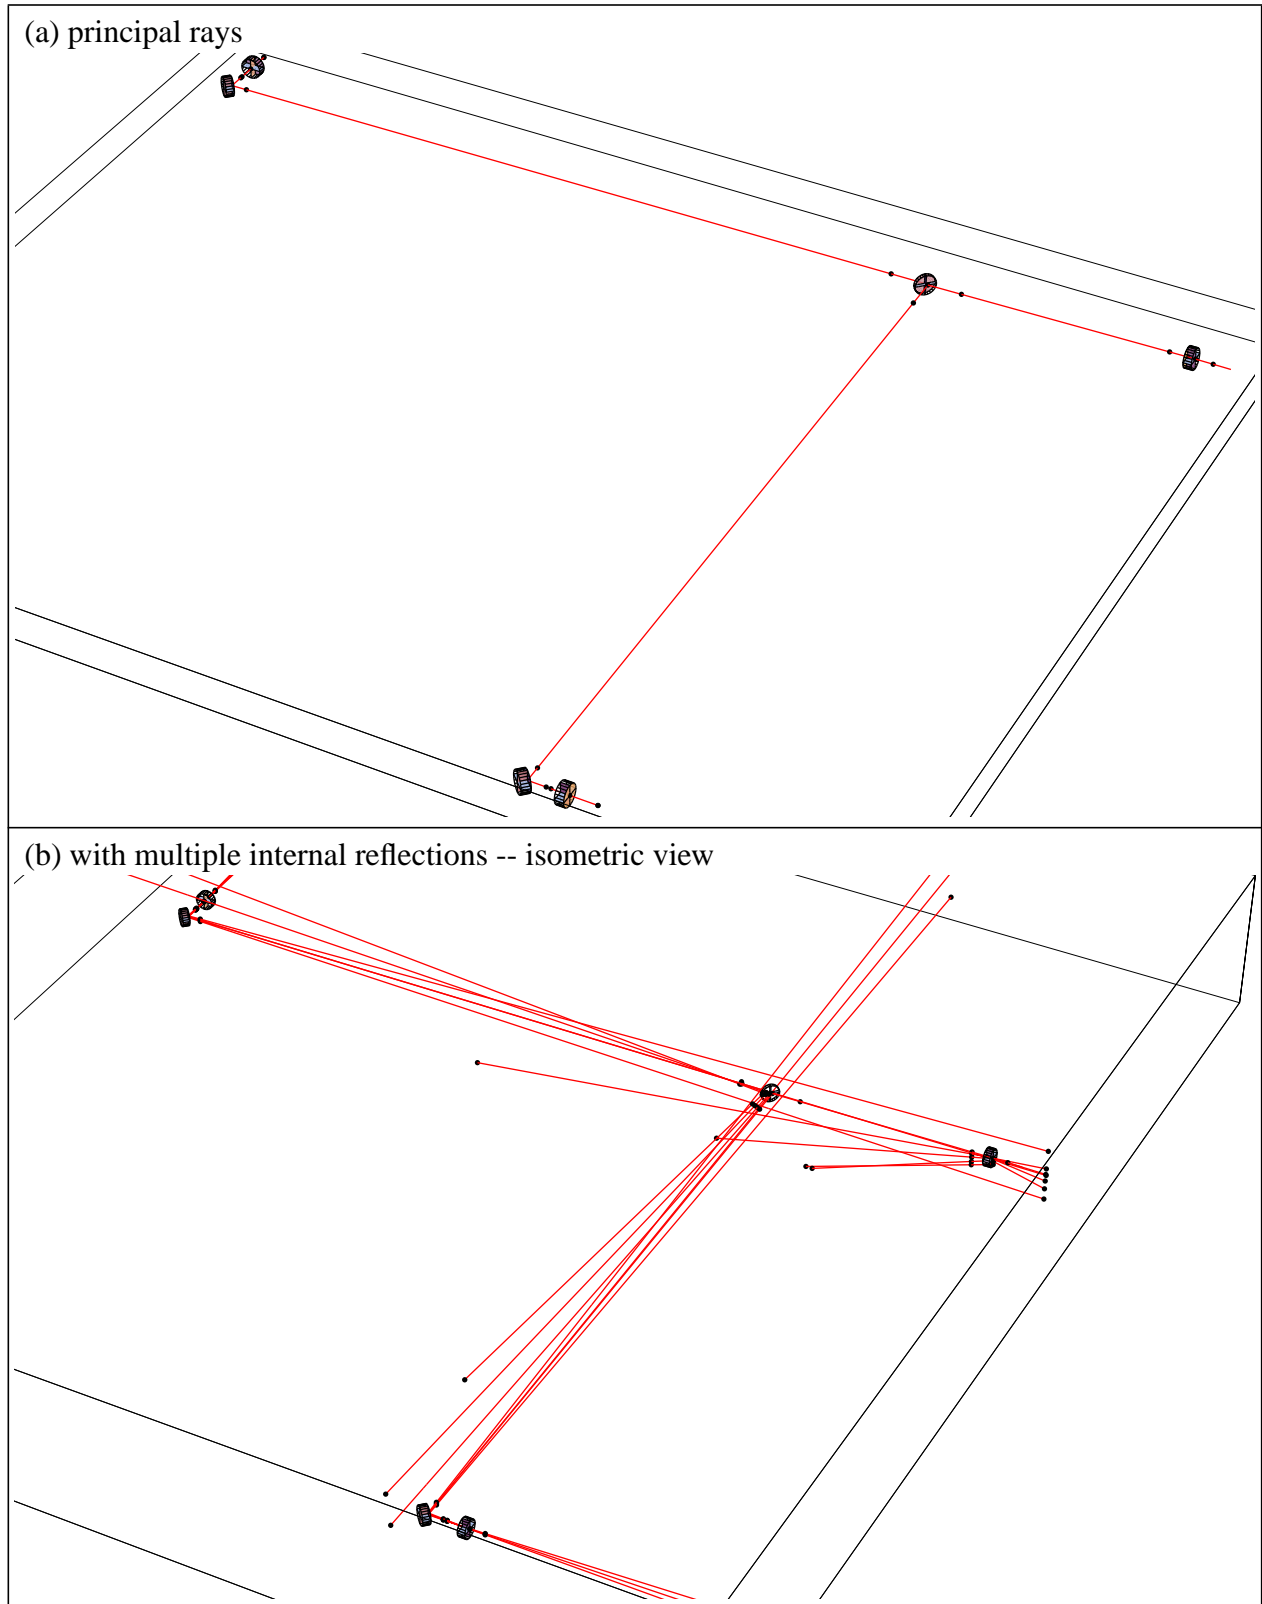 (a) principal rays
(b) with multiple internal reflections -- isometric view